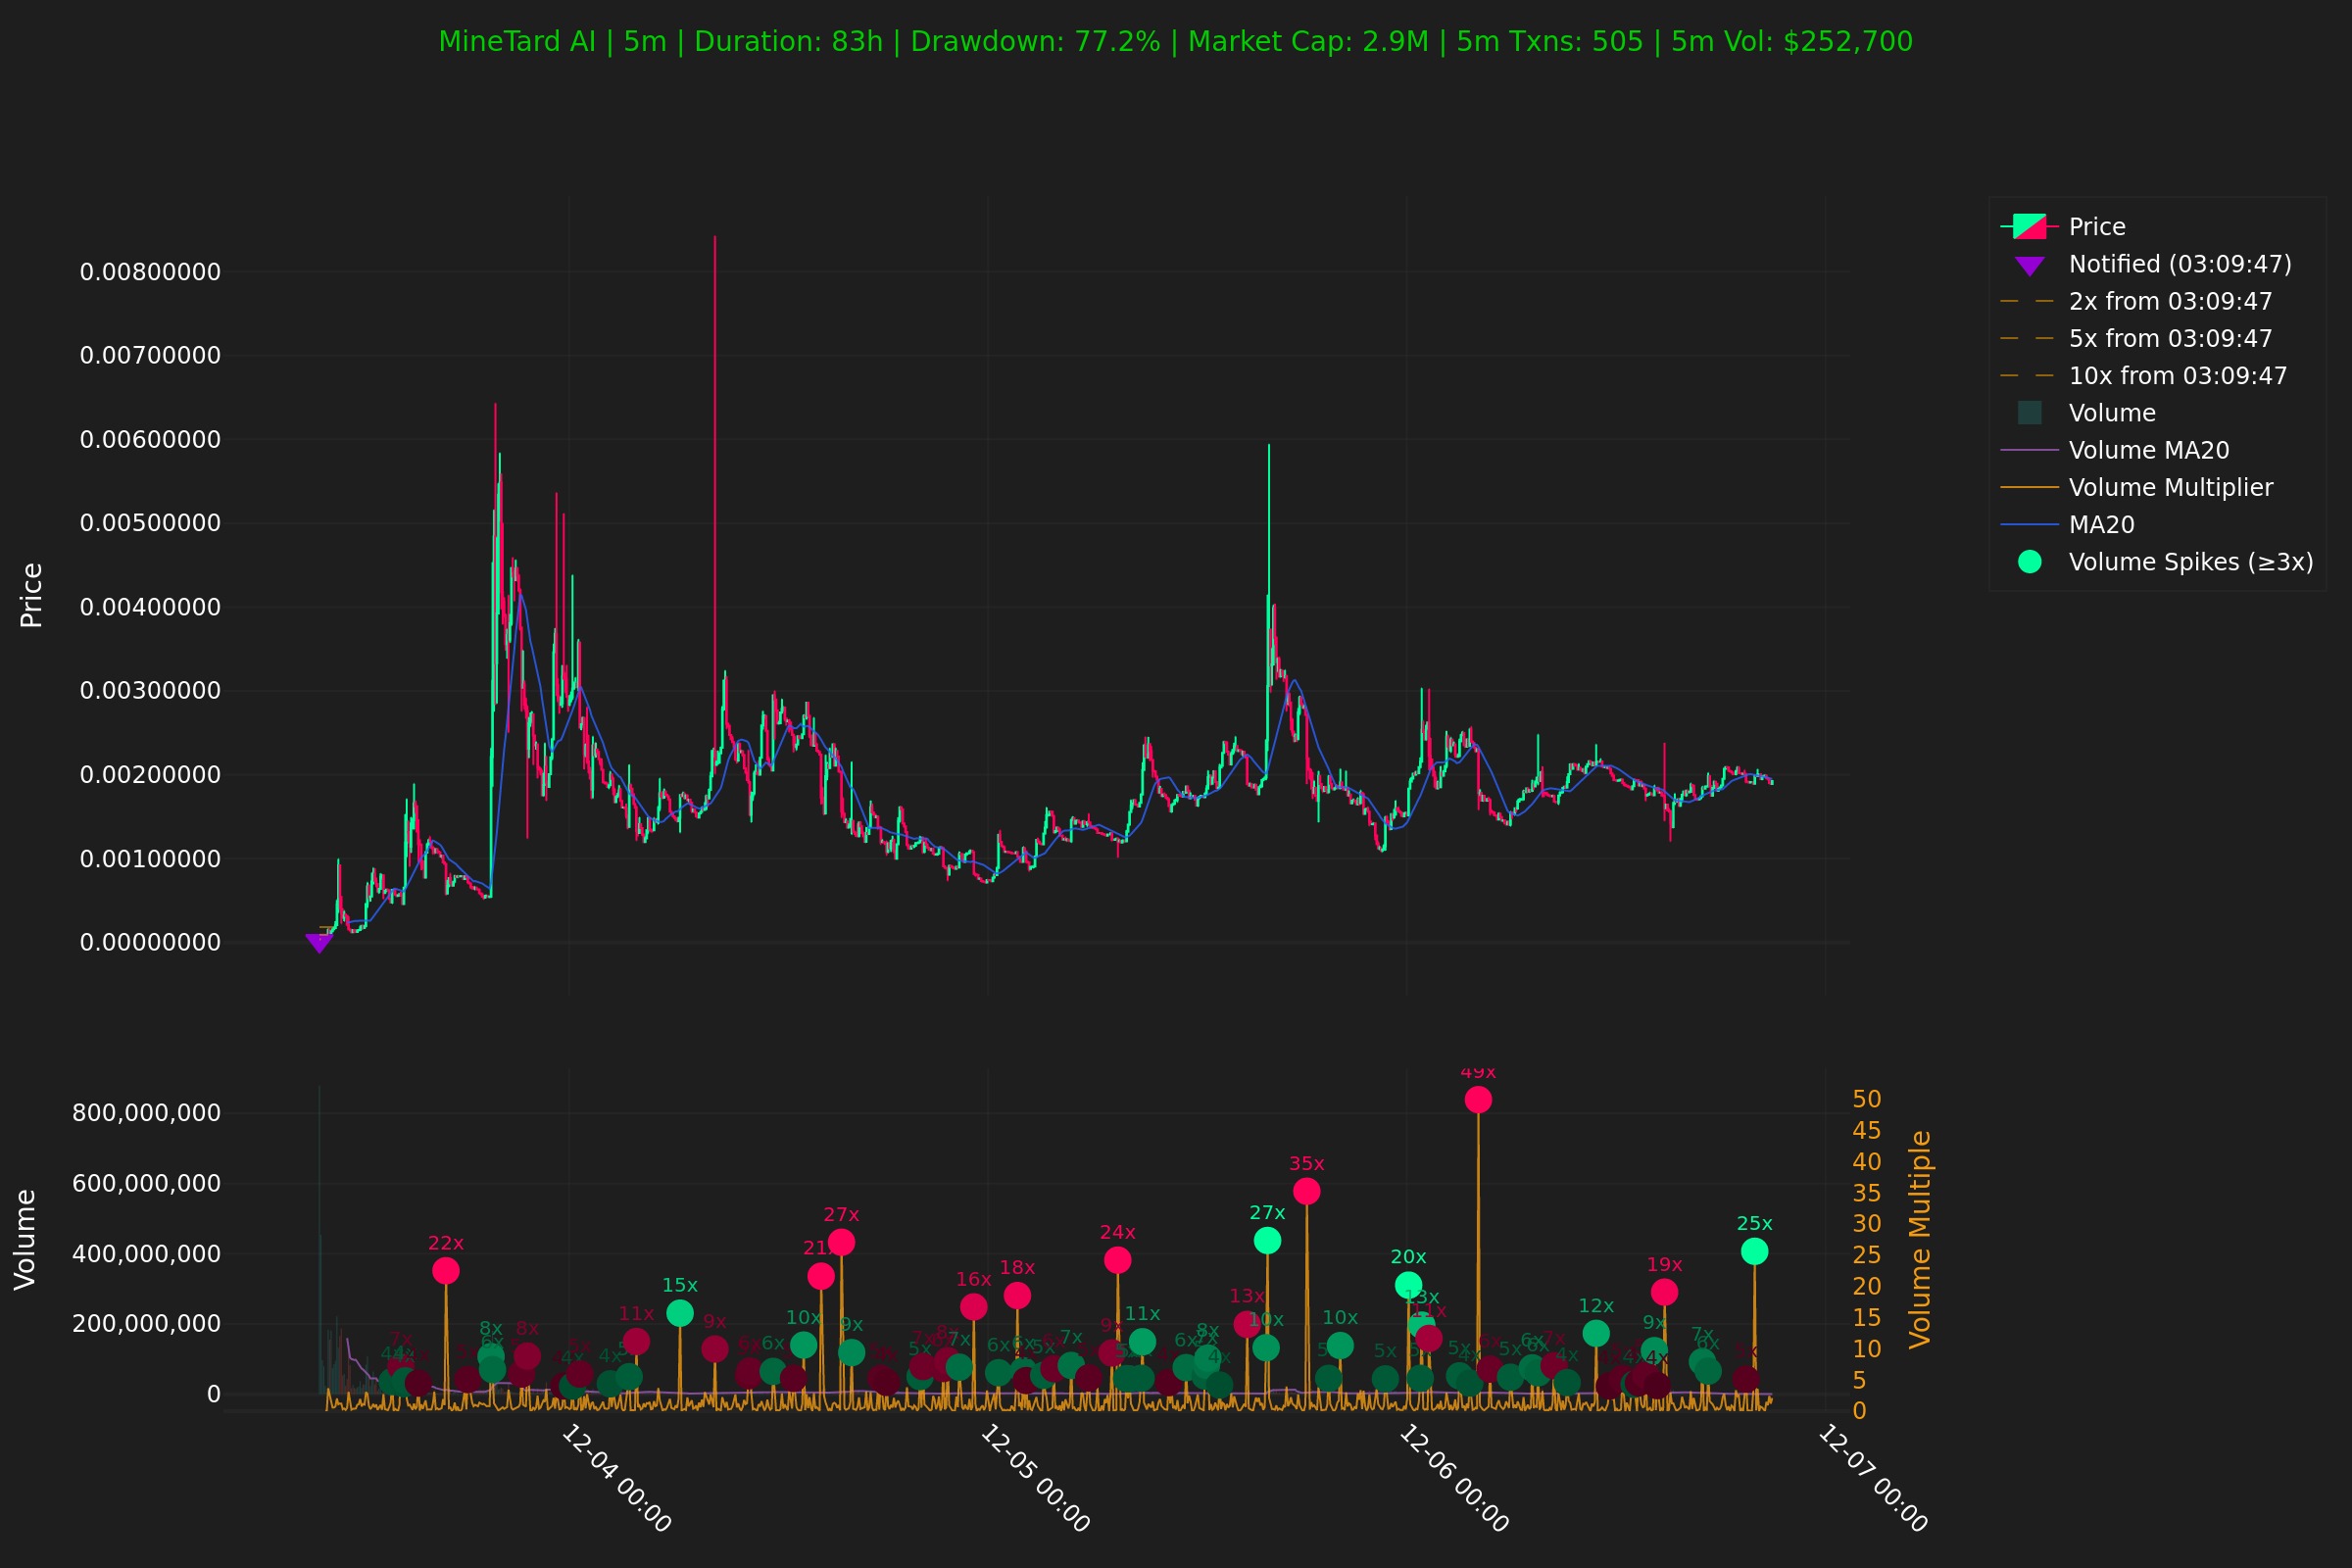 MineTard AI | 5m | Duration: 83h | Drawdown: 77.2% | Market Cap: 2.9M | 5m Txns: 505 | 5m Vol: $252,700
Price
Notified (03:09:47)
2x from 03:09:47
5x from 03:09:47
10x from 03:09:47
Volume
Volume MA20
Volume Multiplier
MA20
Volume Spikes (≥3x)
Price
0.00800000
0.00700000
0.00600000
0.00500000
0.00400000
0.00300000
0.00200000
0.00100000
0.00000000
Volume
800,000,000
600,000,000
400,000,000
200,000,000
0
22x
8x
8x
11x
15x
9x
10x
27x
9x
16x
18x
7x
24x
11x
13x
27x
10x
35x
10x
20x
13x
11x
49x
12x
9x
19x
25x
50
45
40
35
30
25
20
15
10
5
0
Volume Multiple
12-04 00:00
12-05 00:00
12-06 00:00
12-07 00:00